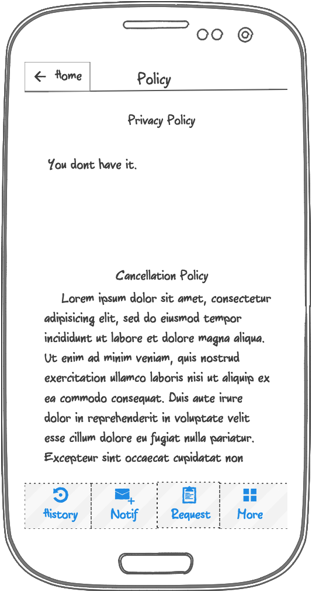 Home
Policy
Privacy Policy
You dont have it.
Cancellation Policy
Lorem ipsum dolor sit amet, consectetur
adipisicing elit, sed do eiusmod tempor
incididunt ut labore et dolore magna aliqua.
Ut enim ad minim veniam, quis nostrud
exercitation ullamco laboris nisi ut aliquip ex
ea commodo consequat. Duis aute irure
dolor in reprehenderit in voluptate velit
esse cillum dolore eu fugiat nulla pariatur.
Excepteur sint occaecat cupidatat non
History Notif Request More